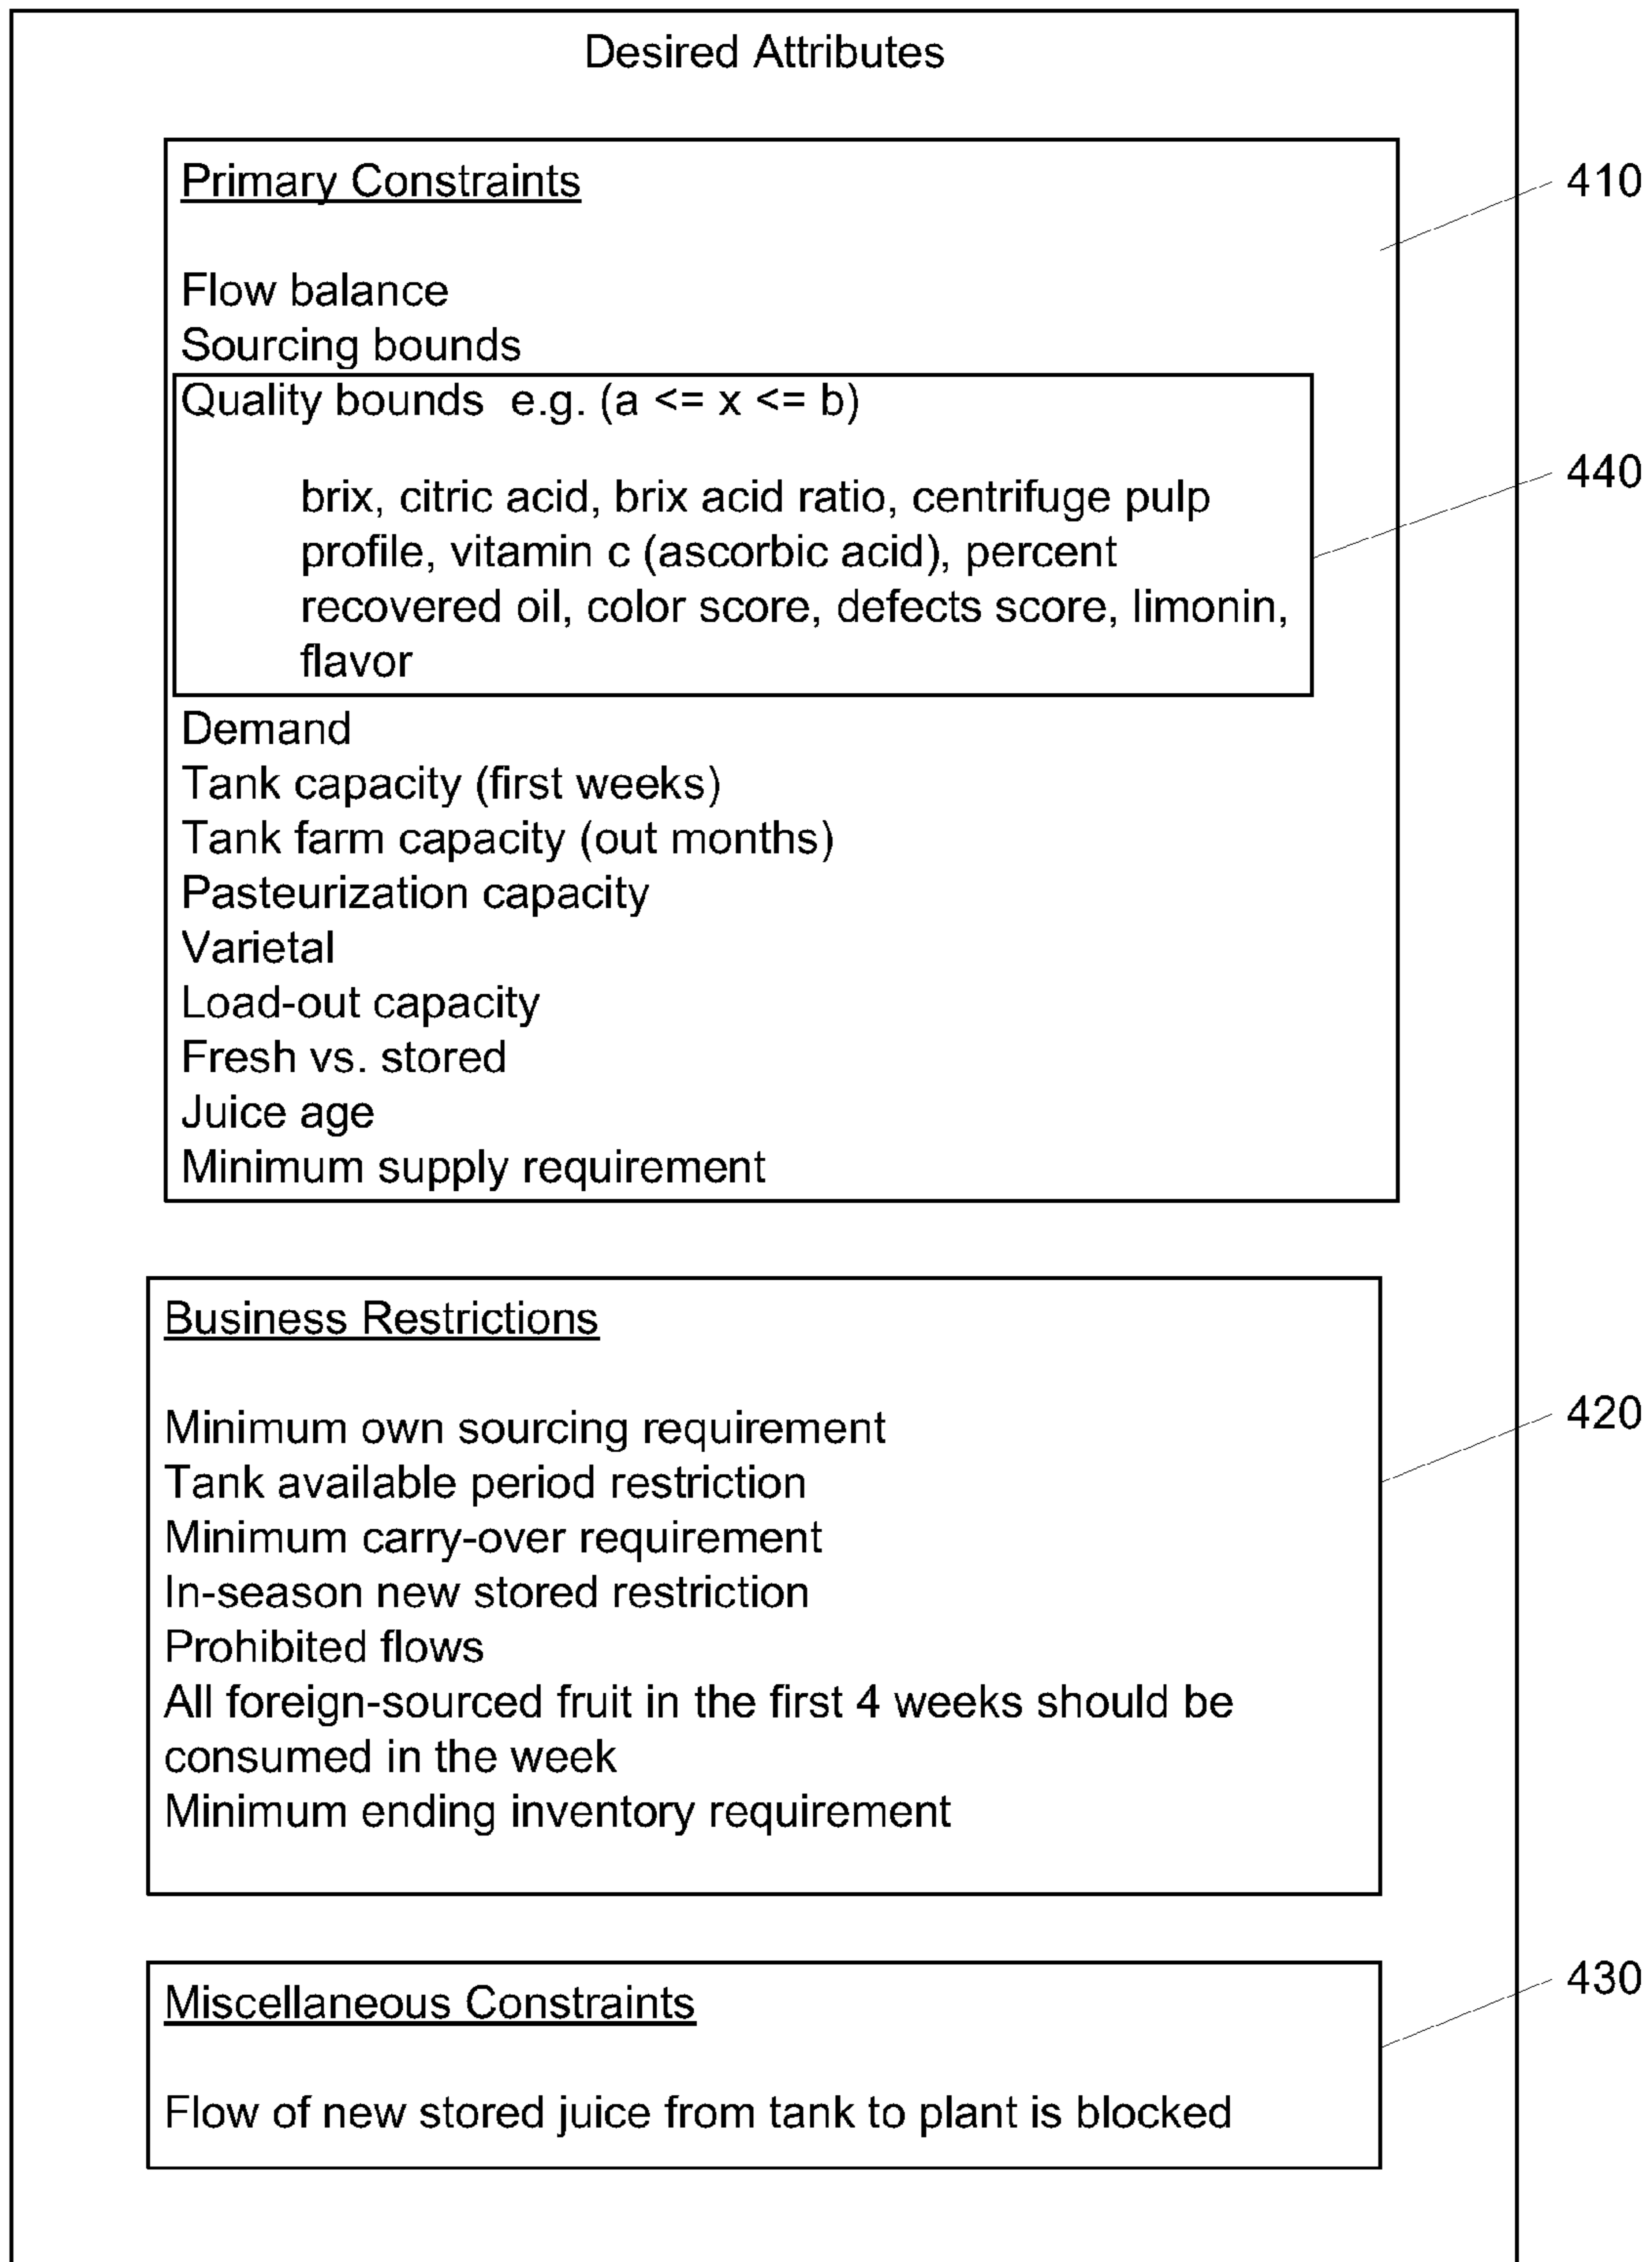 Desired Attributes
Primary Constraints
410
Flow balance
Sourcing bounds
Quality bounds e.g. (a <= x <= b)
440
brix, citric acid, brix acid ratio, centrifuge pulp
profile, vitamin c (ascorbic acid), percent
recovered oil, color score, defects score, limonin,
flavor
Demand
Tank capacity (first weeks)
Tank farm capacity (out months)
Pasteurization capacity
Varietal
Load-out capacity
Fresh vs. stored
Juice age
Minimum supply requirement
Business Restrictions
420
Minimum own sourcing requirement
Tank available period restriction
Minimum carry-over requirement
In-season new stored restriction
Prohibited flows
All foreign-sourced fruit in the first 4 weeks should be
consumed in the week
Minimum ending inventory requirement
430
Miscellaneous Constraints
Flow of new stored juice from tank to plant is blocked